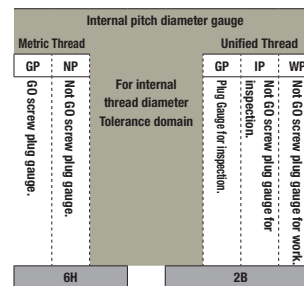 Internal pitch diameter gauge
Metric Thread
Unified Thread
GP
NP
GP
IP
WP
For internal
thread diameter
Tolerance domain
GO screw plug gauge.
Not GO screw plug gauge.
Plug Gauge for inspection.
Not GO screw plug gauge for
inspection.
Not GO screw plug gauge for work.
6H
2B